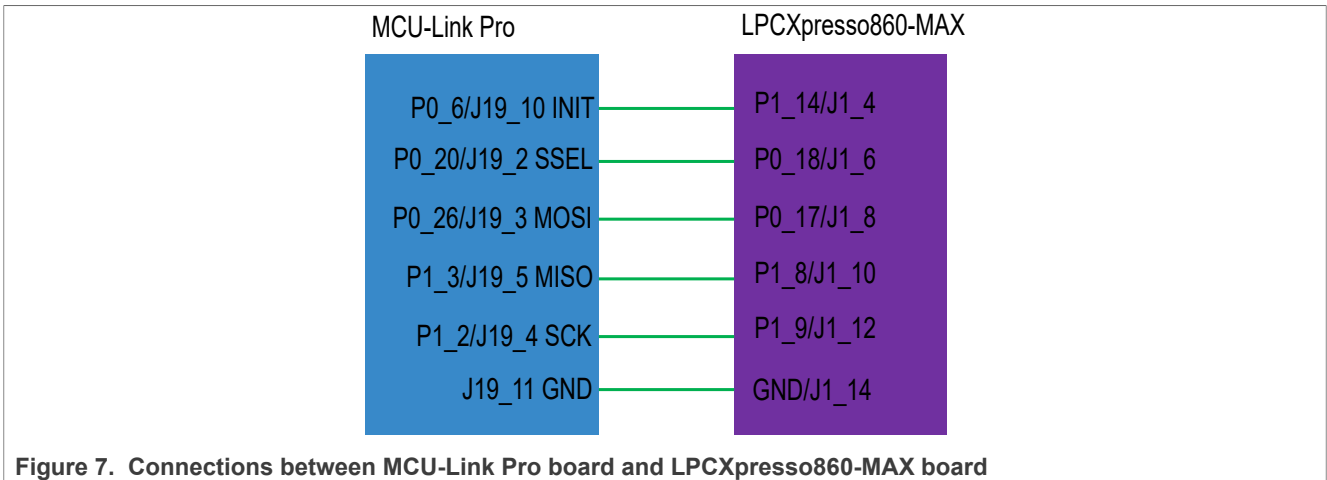 MCU-Link Pro LPCXpresso860-MAX
P0_6/J19_10 INIT P1_14/J1_4
P0_20/J19_2 SSEL P0_18/J1_6
P0_26/J19_3 MOSI P0_17/J1_8
P1_3/J19_5 MISO P1_8/J1_10
P1_2/J19_4 SCK P1_9/J1_12
J19_11 GND GND/J1_14
Figure 7. Connections between MCU-Link Pro board and LPCXpresso860-MAX board